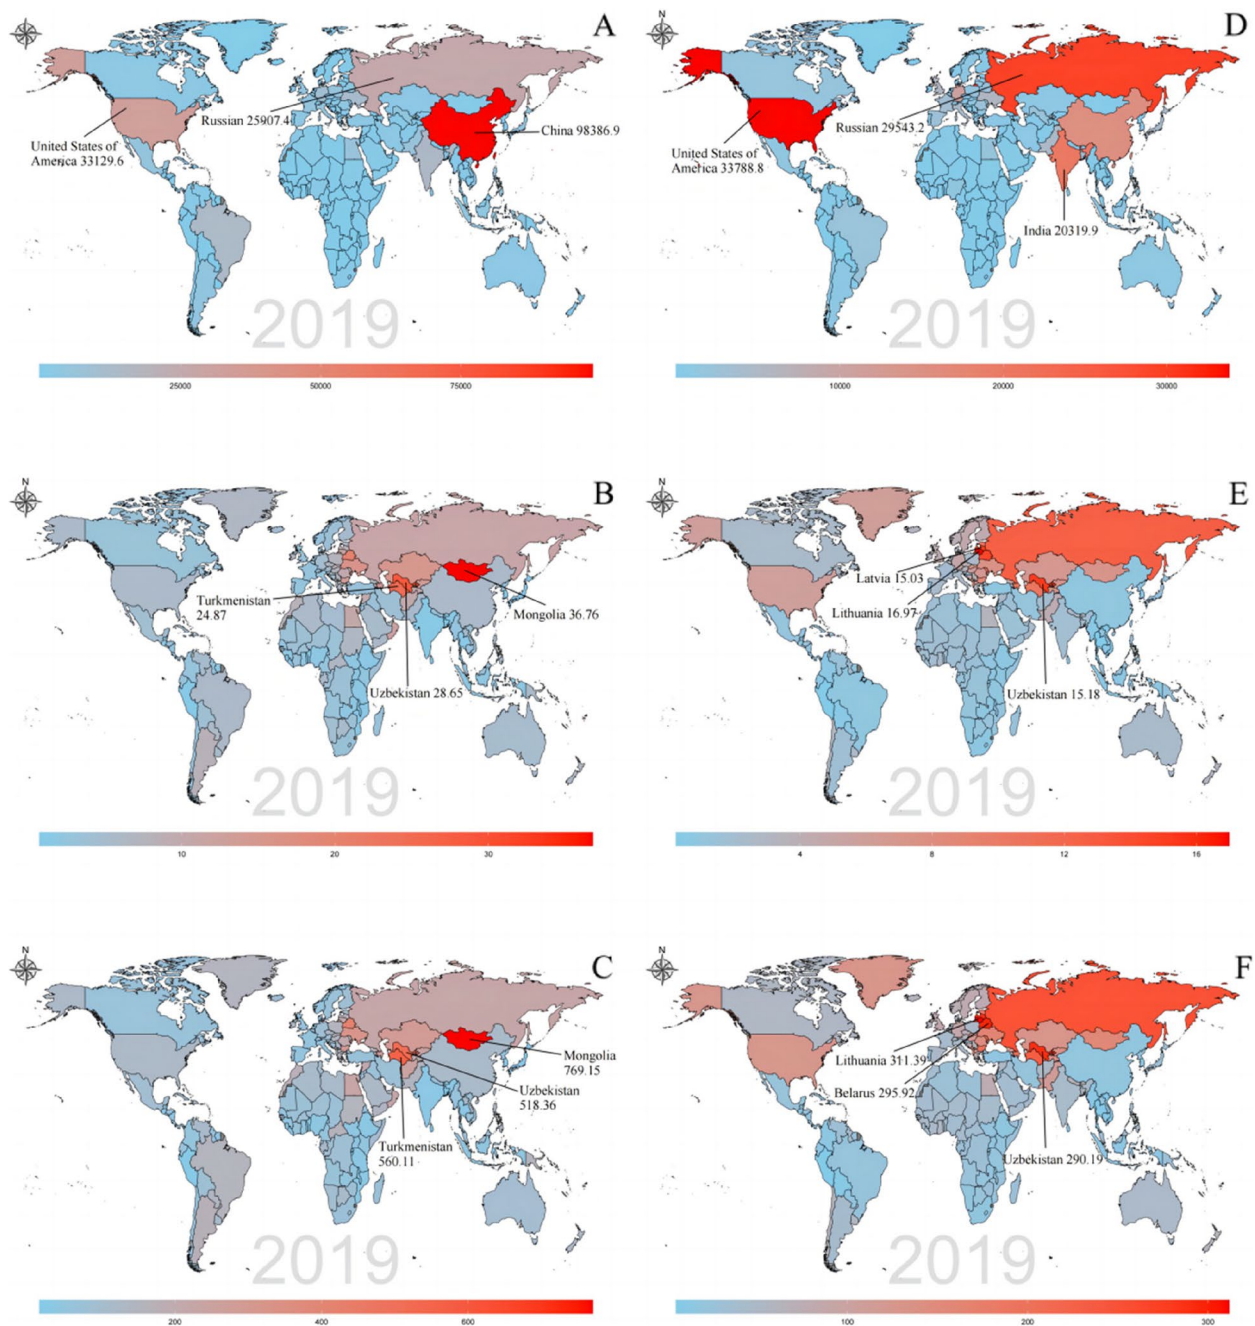 A
Russian 25907.4
China 98386.9
United States of
America 33129.6
2019
25000
50000
75000
N
D
Russian 29543.2
United States of
America 33788.8
India 20319.9
2019
10000
20000
30000
N
B
Turkmenistan
24.87
Mongolia 36.76
Uzbekistan 28.65
2019
10
20
30
N
E
Latvia 15.03
Lithuania 16.97
Uzbekistan 15.18
2019
4
8
12
16
N
C
Mongolia
769.15
Uzbekistan
518.36
Turkmenistan
560.11
2019
200
400
600
N
F
Lithuania 311.39
Belarus 295.92
Uzbekistan 290.19
2019
100
200
300